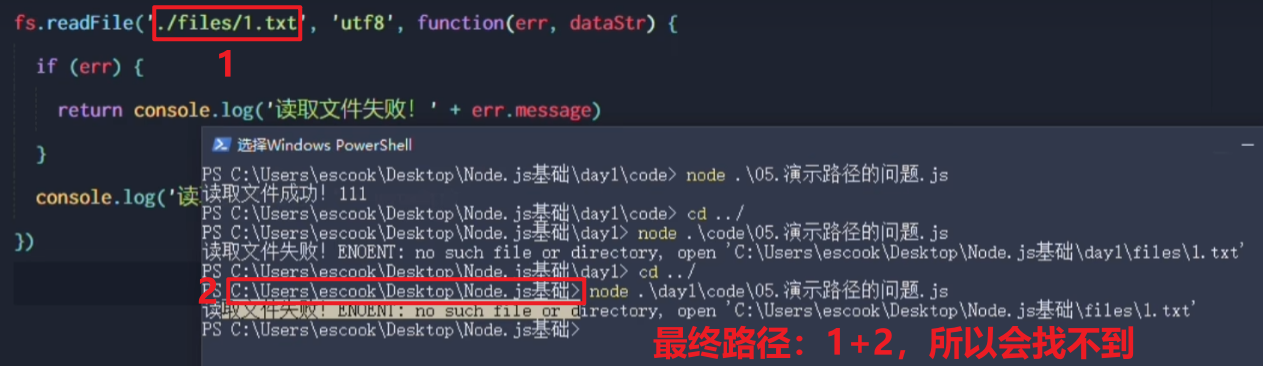 fs.readFile('./files/1.txt', 'utf8', function(err, dataStr) {
1
if (err) {
return console.log('读取文件失败！' + err.message)
}
console.log('读
})
选择Windows PowerShell
PS C:\Users\escook\Desktop\Node.js基础\day1\code> node .\05.演示路径的问题.js
读取文件成功！111
PS C:\Users\escook\Desktop\Node.js基础\day1\code> cd ../
PS C:\Users\escook\Desktop\Node.js基础\day1> node .\code\05.演示路径的问题.js
读取文件失败！ENOENT: no such file or directory, open 'C:\Users\escook\Desktop\Node.js基础\day1\files\1.txt'
PS C:\Users\escook\Desktop\Node.js基础\day1> cd ../
2
PS C:\Users\escook\Desktop\Node.js基础> node .\day1\code\05.演示路径的问题.js
读取文件失败！ENOENT: no such file or directory, open 'C:\Users\escook\Desktop\Node.js基础\files\1.txt'
PS C:\Users\escook\Desktop\Node.js基础>
最终路径：1+2，所以会找不到